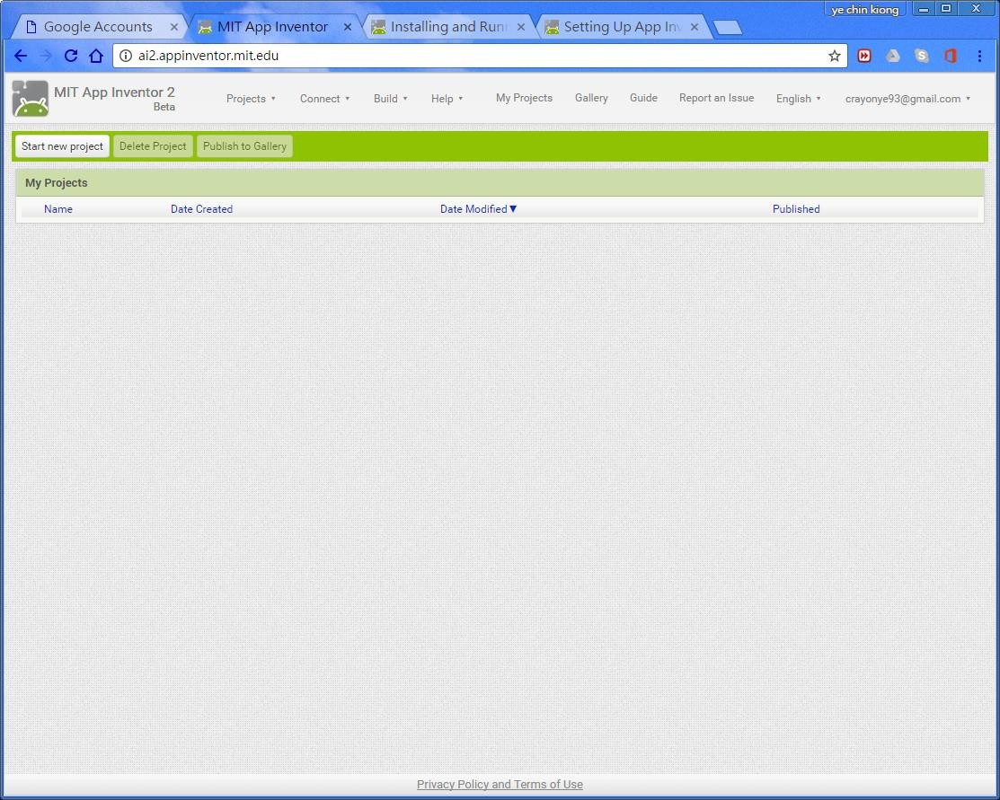 ye chin kiong
Google Accounts
MIT App Inventor
Installing and Runn
Setting Up App Inv
ai2.appinventor.mit.edu
MIT App Inventor 2
Beta
Projects
Connect
Build
Help
My Projects
Gallery
Guide
Report an Issue
English
crayonye93@gmail.com
Start new project
Delete Project
Publish to Gallery
My Projects
Name
Date Created
Date Modified▼
Published
Privacy Policy and Terms of Use